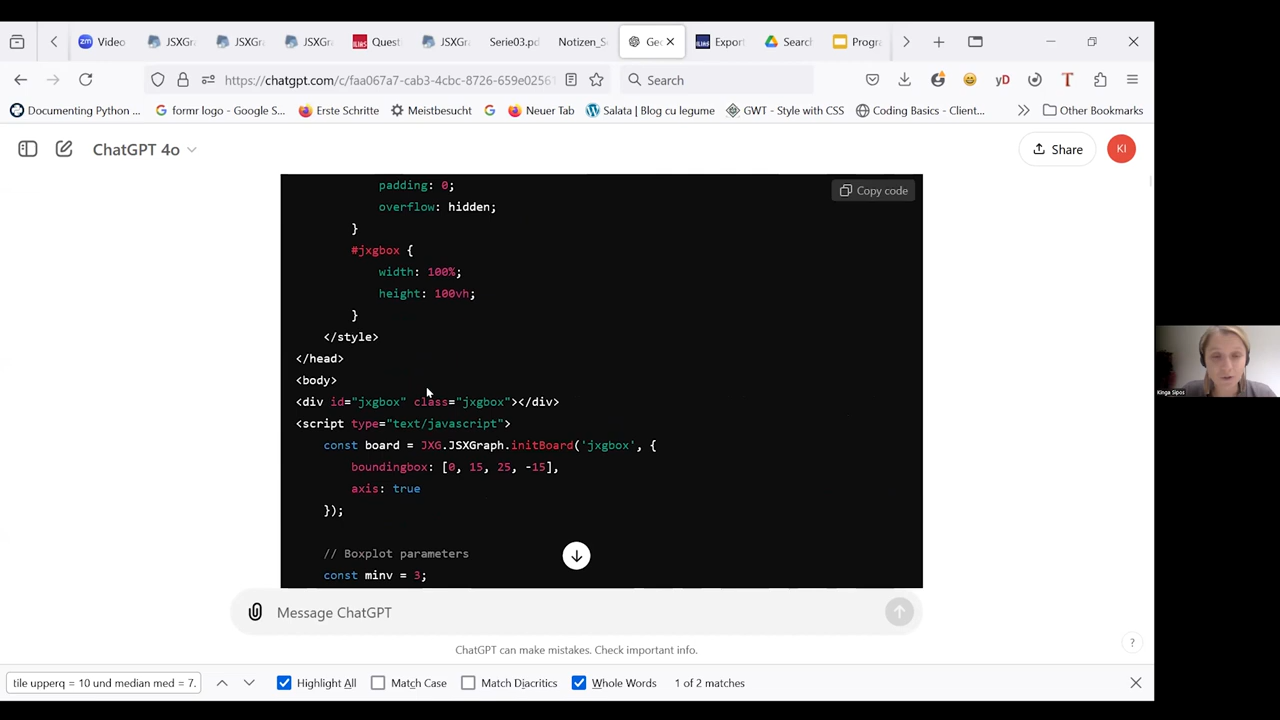 Video
JSXGr
JSXGr
JSXGr
Quest
JSXGr
Serie03.pd
Notizen_S
Geo
Export
Search
Progra
https://chatgpt.com/c/faa067a7-cab3-4cbc-8726-659e02561
Search
yD
T
Documenting Python ...
formr logo - Google S...
Erste Schritte
Meistbesucht
Neuer Tab
Salata | Blog cu legume
GWT - Style with CSS
Coding Basics - Client...
Other Bookmarks
ChatGPT 4o
Share
KI
Copy code
padding: 0;
overflow: hidden;
}
#jxgbox {
width: 100%;
height: 100vh;
}
</style>
</head>
<body>
<div id="jxgbox" class="jxgbox"></div>
<script type="text/javascript">
const board = JXG.JSXGraph.initBoard('jxgbox', {
boundingbox: [0, 15, 25, -15],
axis: true
});
// Boxplot parameters
const minv = 3;
Message ChatGPT
ChatGPT can make mistakes. Check important info.
?
tile upperq = 10 und median med = 7.
Highlight All
Match Case
Match Diacritics
Whole Words
1 of 2 matches
Kinga Sipos